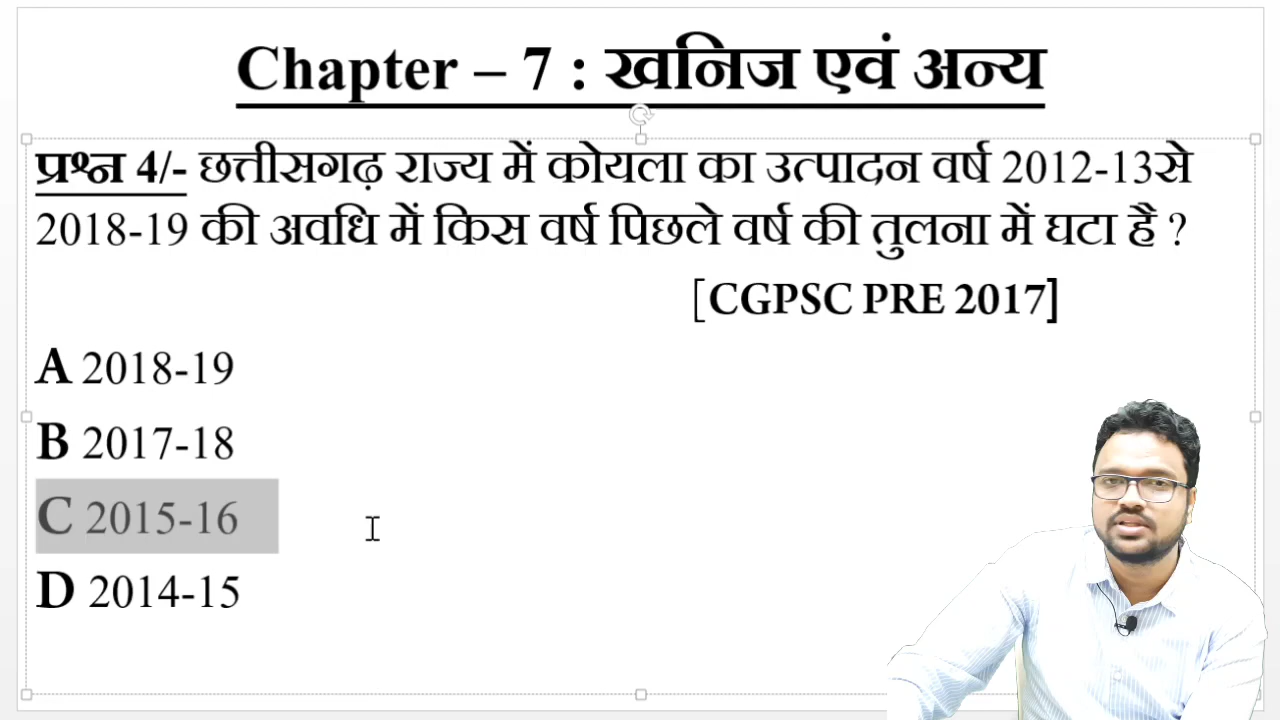 Chapter – 7 : खनिज एवं अन्य
प्रश्न 4/- छत्तीसगढ़ राज्य में कोयला का उत्पादन वर्ष 2012-13से
2018-19 की अवधि में किस वर्ष पिछले वर्ष की तुलना में घटा है ?
[CGPSC PRE 2017]
A 2018-19
B 2017-18
C 2015-16
D 2014-15